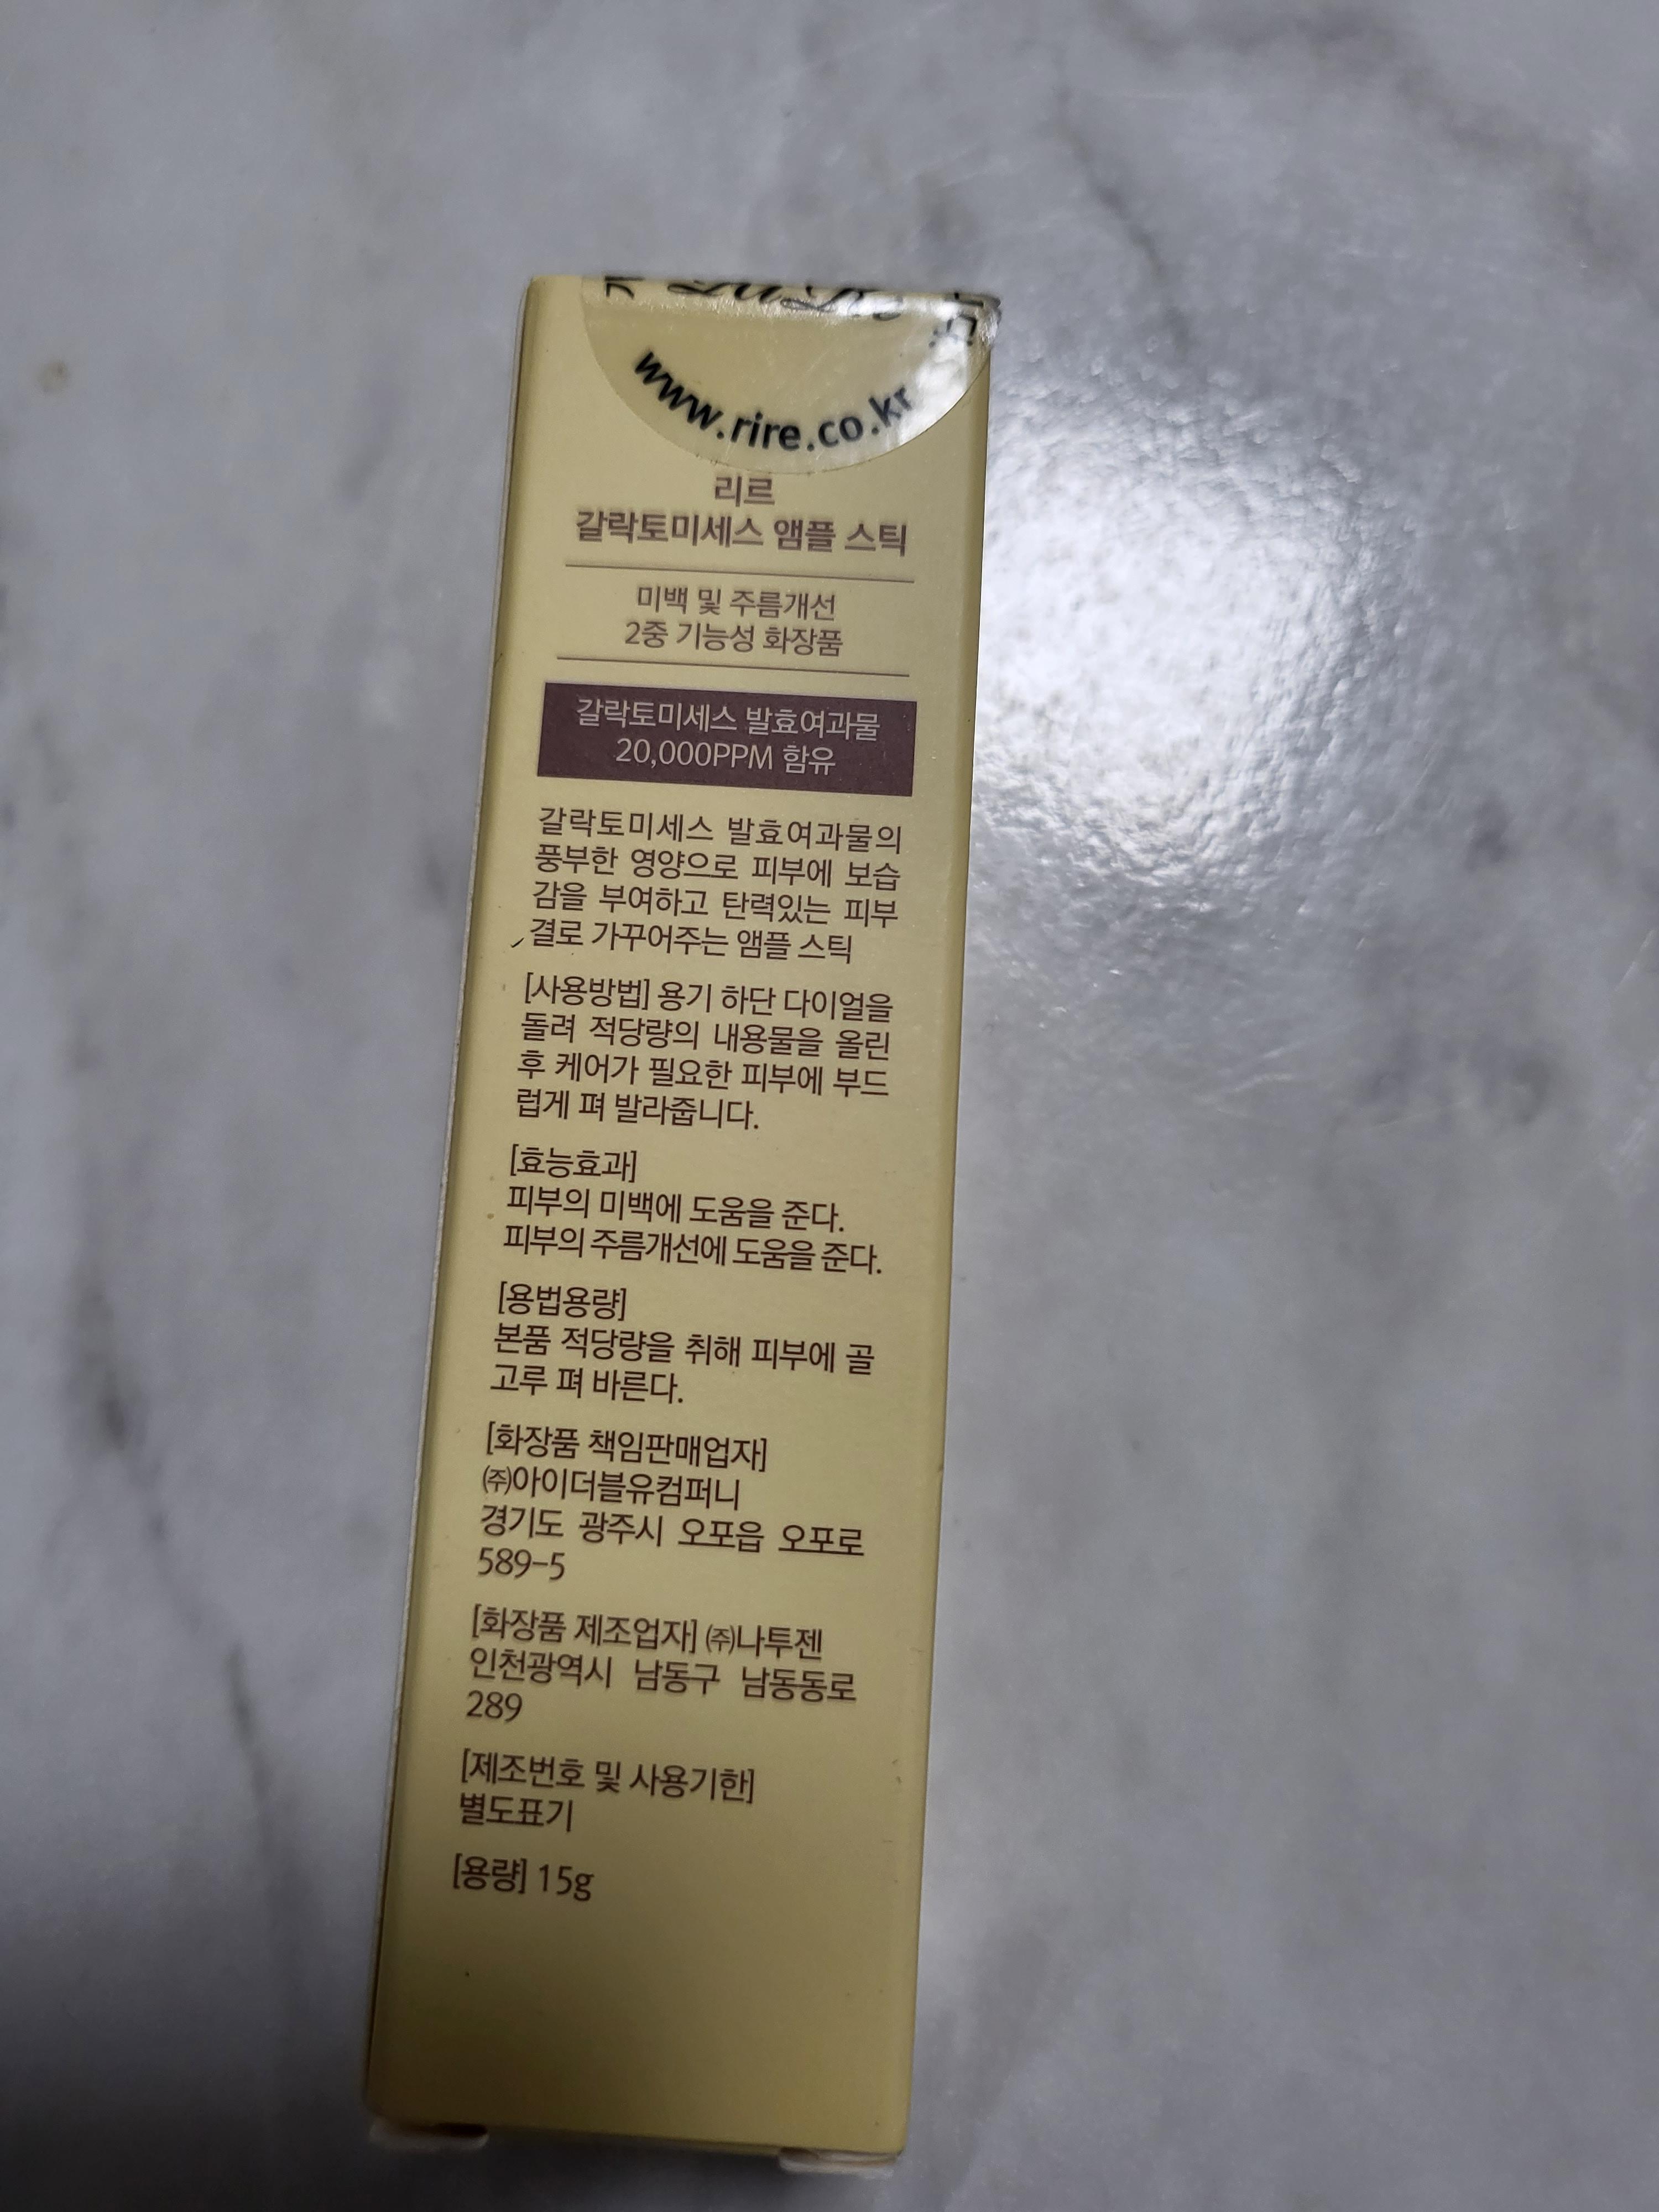 www.rire.co.kr
리르
갈락토미세스 앰플 스틱
미백 및 주름개선
2중 기능성 화장품
갈락토미세스 발효여과물
20,000PPM 함유
갈락토미세스 발효여과물의
풍부한 영양으로 피부에 보습
감을 부여하고 탄력있는 피부
결로 가꾸어주는 앰플 스틱
[사용방법] 용기 하단 다이얼을
돌려 적당량의 내용물을 올린
후 케어가 필요한 피부에 부드
럽게 펴 발라줍니다.
[효능효과]
피부의 미백에 도움을 준다.
피부의 주름개선에 도움을 준다.
[용법용량]
본품 적당량을 취해 피부에 골
고루 펴 바른다.
[화장품 책임판매업자]
㈜아이더블유컴퍼니
경기도 광주시 오포읍 오포로
589-5
[화장품 제조업자] ㈜나투젠
인천광역시 남동구 남동동로
289
[제조번호 및 사용기한]
별도표기
[용량] 15g